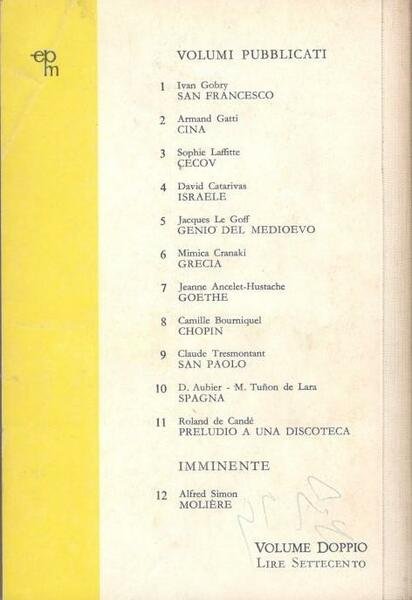 epm
VOLUMI PUBBLICATI
1 Ivan Gobry
SAN FRANCESCO
2 Armand Gatti
CINA
3 Sophie Laffitte
ÇECOV
4 David Catarivas
ISRAELE
5 Jacques Le Goff
GENIO DEL MEDIOEVO
6 Mimica Cranaki
GRECIA
7 Jeanne Ancelet-Hustache
GOETHE
8 Camille Bourniquel
CHOPIN
9 Claude Tresmontant
SAN PAOLO
10 D. Aubier - M. Tuñon de Lara
SPAGNA
11 Roland de Candé
PRELUDIO A UNA DISCOTECA
IMMINENTE
12 Alfred Simon
MOLIÈRE
VOLUME DOPPIO
LIRE SETTECENTO